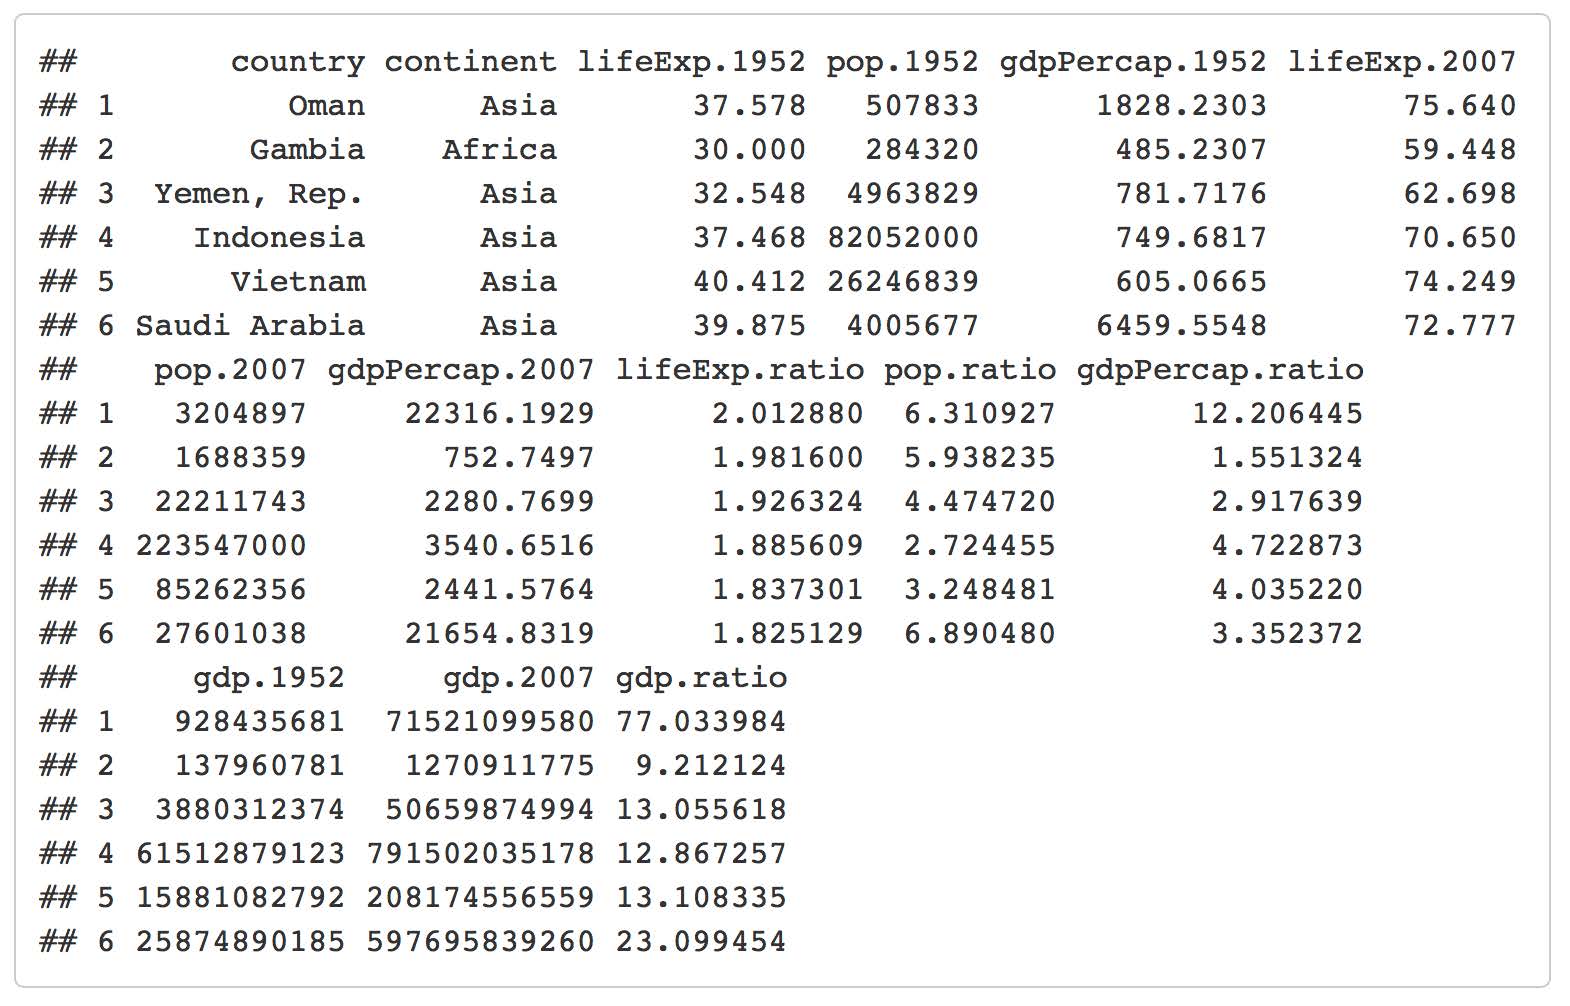 ##         country continent lifeExp.1952 pop.1952 gdpPercap.1952 lifeExp.2007
## 1         Oman      Asia       37.578   507833      1828.2303       75.640
## 2       Gambia    Africa       30.000   284320       485.2307       59.448
## 3  Yemen, Rep.      Asia       32.548  4963829       781.7176       62.698
## 4    Indonesia      Asia       37.468 82052000       749.6817       70.650
## 5      Vietnam      Asia       40.412 26246839       605.0665       74.249
## 6 Saudi Arabia      Asia       39.875  4005677      6459.5548       72.777
##    pop.2007 gdpPercap.2007 lifeExp.ratio pop.ratio gdpPercap.ratio
## 1   3204897     22316.1929      2.012880  6.310927       12.206445
## 2   1688359       752.7497      1.981600  5.938235        1.551324
## 3  22211743      2280.7699      1.926324  4.474720        2.917639
## 4 223547000      3540.6516      1.885609  2.724455        4.722873
## 5  85262356      2441.5764      1.837301  3.248481        4.035220
## 6  27601038     21654.8319      1.825129  6.890480        3.352372
##      gdp.1952     gdp.2007 gdp.ratio
## 1   928435681  71521099580 77.033984
## 2   137960781   1270911775  9.212124
## 3  3880312374  50659874994 13.055618
## 4 61512879123 791502035178 12.867257
## 5 15881082792 208174556559 13.108335
## 6 25874890185 597695839260 23.099454